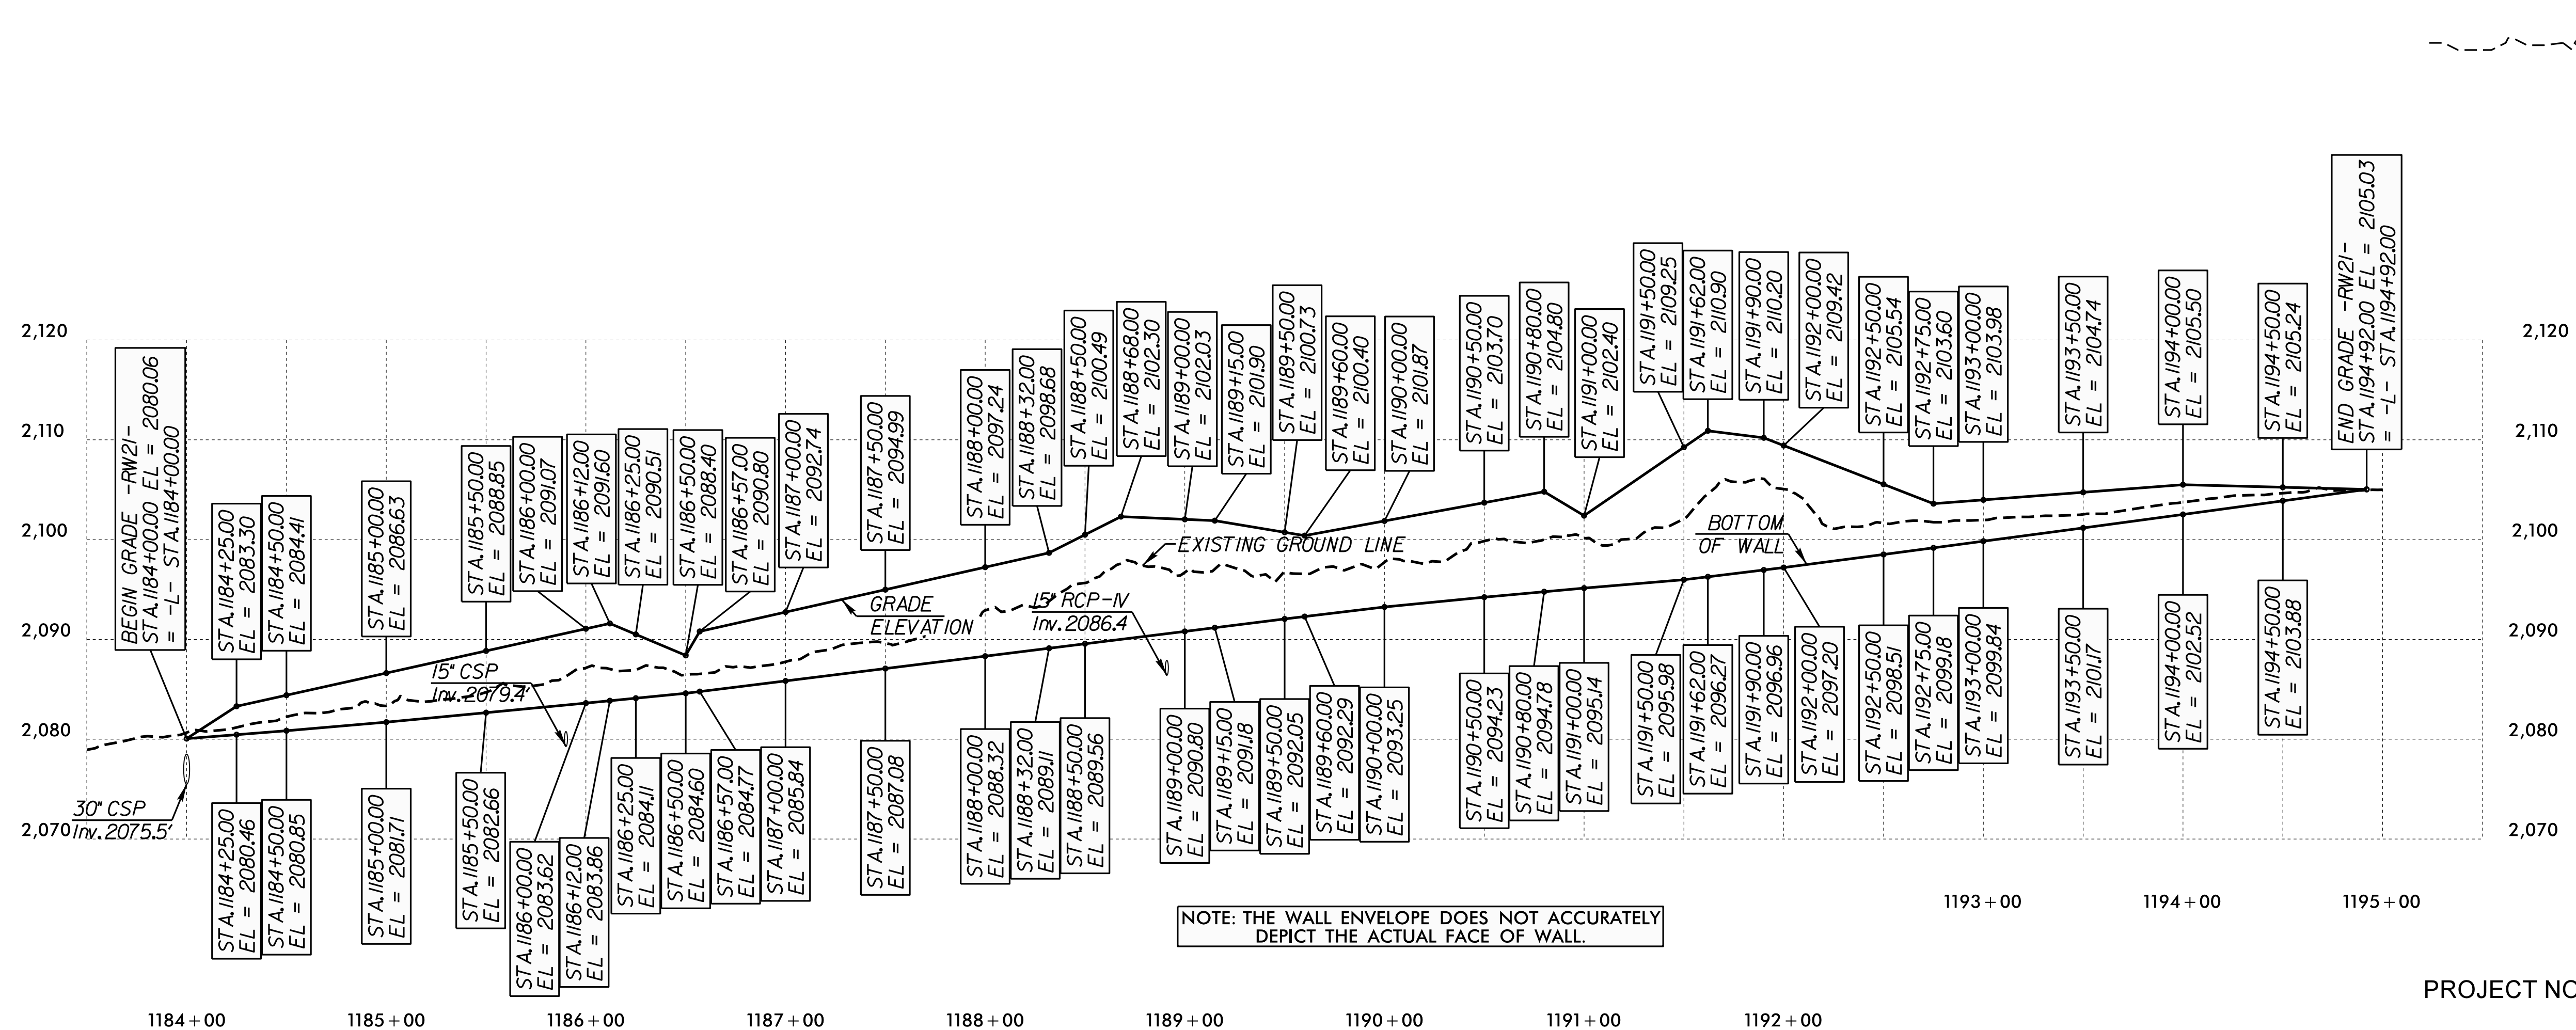 BEGIN GRADE -RW21-
STA.1184+00.00 EL = 2080.06
= -L- STA.1184+00.00
STA.1184+25.00
EL = 2083.30
STA.1184+50.00
EL = 2084.41
STA.1185+00.00
EL = 2086.63
STA.1185+50.00
EL = 2088.85
STA.1186+00.00
EL = 2091.07
STA.1186+12.00
EL = 2091.60
STA.1186+25.00
EL = 2090.51
STA.1186+50.00
EL = 2088.40
STA.1186+57.00
EL = 2090.80
STA.1187+00.00
EL = 2092.74
STA.1187+50.00
EL = 2094.99
STA.1188+00.00
EL = 2097.24
STA.1188+32.00
EL = 2098.68
STA.1188+50.00
EL = 2100.49
STA.1188+68.00
EL = 2102.30
STA.1189+00.00
EL = 2102.03
STA.1189+15.00
EL = 2101.90
STA.1189+50.00
EL = 2100.73
STA.1189+60.00
EL = 2100.40
STA.1190+00.00
EL = 2101.87
STA.1190+50.00
EL = 2103.70
STA.1190+80.00
EL = 2104.80
STA.1191+00.00
EL = 2102.40
STA.1191+50.00
EL = 2109.25
STA.1191+62.00
EL = 2110.90
STA.1191+90.00
EL = 2110.20
STA.1192+00.00
EL = 2109.42
STA.1192+50.00
EL = 2105.54
STA.1192+75.00
EL = 2103.60
STA.1193+00.00
EL = 2103.98
STA.1193+50.00
EL = 2104.74
STA.1194+00.00
EL = 2105.50
STA.1194+50.00
EL = 2105.24
END GRADE -RW21-
STA.1194+92.00 EL = 2105.03
= -L- STA.1194+92.00
2,120
2,110
2,100
2,090
2,080
2,070
2,120
2,110
2,100
2,090
2,080
2,070
GRADE
ELEVATION
EXISTING GROUND LINE
BOTTOM
OF WALL
15" CSP
Inv.2079.4'
15" RCP-IV
Inv.2086.4
30" CSP
Inv.2075.5'
STA.1184+25.00
EL = 2080.46
STA.1184+50.00
EL = 2080.85
STA.1185+00.00
EL = 2081.71
STA.1185+50.00
EL = 2082.66
STA.1186+00.00
EL = 2083.62
STA.1186+12.00
EL = 2083.86
STA.1186+25.00
EL = 2084.11
STA.1186+50.00
EL = 2084.60
STA.1186+57.00
EL = 2084.77
STA.1187+00.00
EL = 2085.84
STA.1187+50.00
EL = 2087.08
STA.1188+00.00
EL = 2088.32
STA.1188+32.00
EL = 2089.11
STA.1188+50.00
EL = 2089.56
STA.1189+00.00
EL = 2090.80
STA.1189+15.00
EL = 2091.18
STA.1189+50.00
EL = 2092.05
STA.1189+60.00
EL = 2092.29
STA.1190+00.00
EL = 2093.25
STA.1190+50.00
EL = 2094.23
STA.1190+80.00
EL = 2094.78
STA.1191+00.00
EL = 2095.14
STA.1191+50.00
EL = 2095.98
STA.1191+62.00
EL = 2096.27
STA.1191+90.00
EL = 2096.96
STA.1192+00.00
EL = 2097.20
STA.1192+50.00
EL = 2098.51
STA.1192+75.00
EL = 2099.18
STA.1193+00.00
EL = 2099.84
STA.1193+50.00
EL = 2101.17
STA.1194+00.00
EL = 2102.52
STA.1194+50.00
EL = 2103.88
1193+00
1194+00
1195+00
NOTE: THE WALL ENVELOPE DOES NOT ACCURATELY
DEPICT THE ACTUAL FACE OF WALL.
PROJECT NO
1184+00
1185+00
1186+00
1187+00
1188+00
1189+00
1190+00
1191+00
1192+00